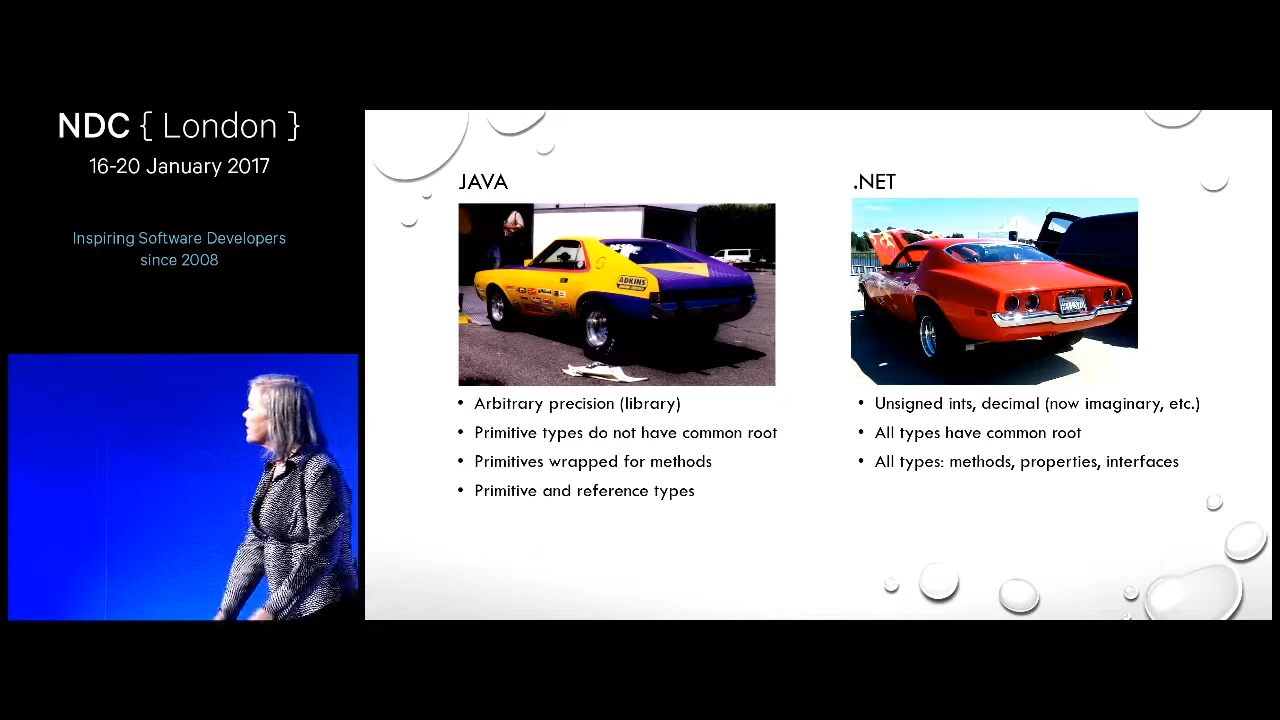 NDC { London }
16-20 January 2017
Inspiring Software Developers
since 2008
JAVA
ADKINS
• Arbitrary precision (library)
• Primitive types do not have common root
• Primitives wrapped for methods
• Primitive and reference types
.NET
• Unsigned ints, decimal (now imaginary, etc.)
• All types have common root
• All types: methods, properties, interfaces